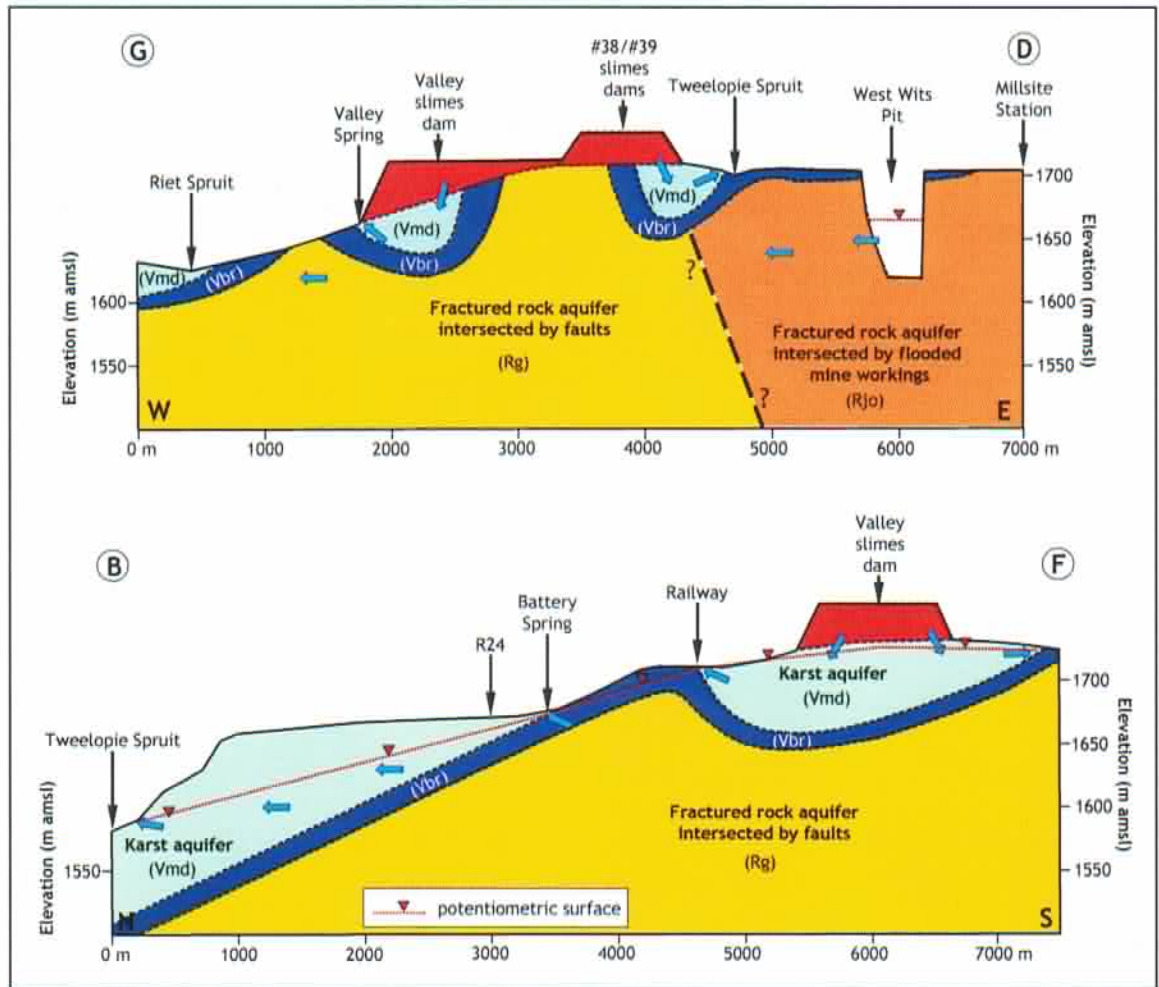 G
D
#38/#39
slimes
dams
Valley
slimes
dam
Tweelopie Spruit
West Wits
Pit
Millsite
Station
Valley
Spring
Riet Spruit
1700
1650
1600
1550
Elevation (m amsl)
(Vmd)
(Vbr)
(Vmd)
(Vbr)
(Vmd)
(Vbr)
1600
1550
Elevation (m amsl)
Fractured rock aquifer
intersected by faults
(Rg)
?
?
Fractured rock aquifer
intersected by flooded
mine workings
(Rjo)
W
E
0 m 1000 2000 3000 4000 5000 6000 7000 m
B
F
Valley
slimes
dam
Battery
Spring
Railway
R24
Tweelopie Spruit
Karst aquifer
(Vmd)
(Vbr)
1700
1650
1600
1550
Elevation (m amsl)
(Vbr)
Karst aquifer
(Vmd)
1550
Elevation (m amsl)
Fractured rock aquifer
intersected by faults
(Rg)
potentiometric surface
N
S
0 m 1000 2000 3000 4000 5000 6000 7000 m